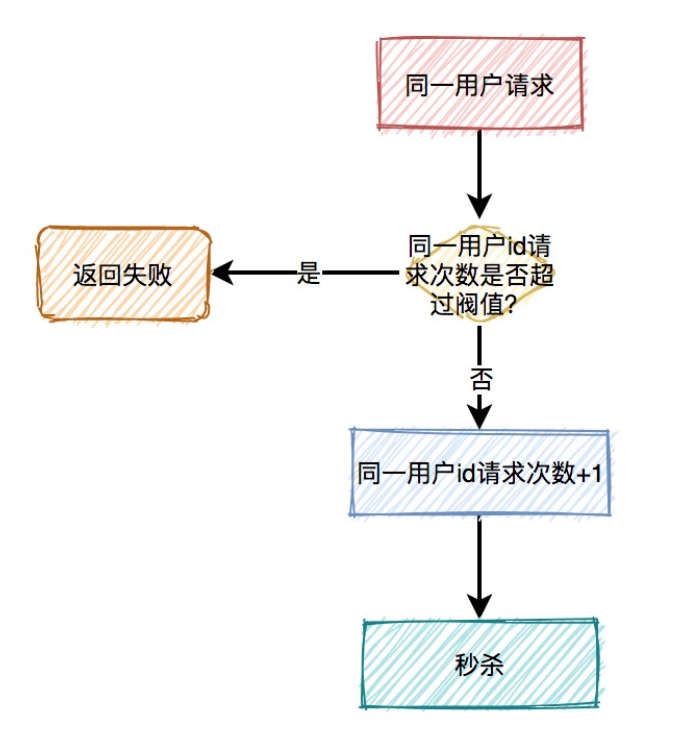 同一用户请求
同一用户id请
求次数是否超
过阀值?
返回失败
是
否
同一用户id请求次数+1
秒杀